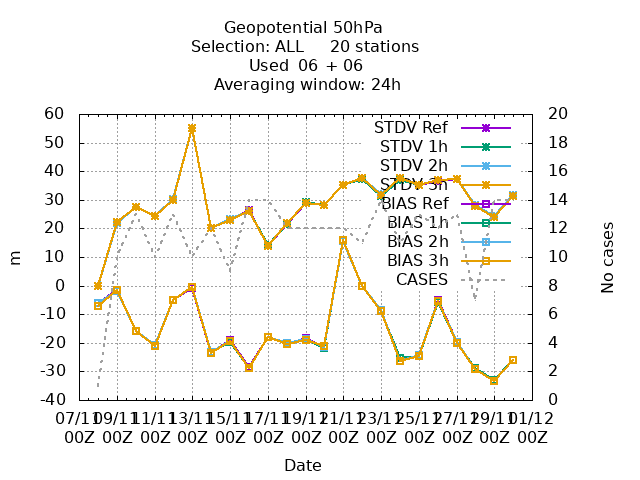 Geopotential 50hPa
Selection: ALL 20 stations
Used 06 + 06
Averaging window: 24h
60
50
40
30
20
10
0
-10
-20
-30
-40
m
20
18
16
14
12
10
8
6
4
2
0
No cases
STDV Ref
STDV 1h
STDV 2h
STDV 3h
BIAS Ref
BIAS 1h
BIAS 2h
BIAS 3h
CASES
07/11 09/11 11/11 13/11 15/11 17/11 19/11 21/11 23/11 25/11 27/11 29/11 01/12
00Z 00Z 00Z 00Z 00Z 00Z 00Z 00Z 00Z 00Z 00Z 00Z 00Z
Date